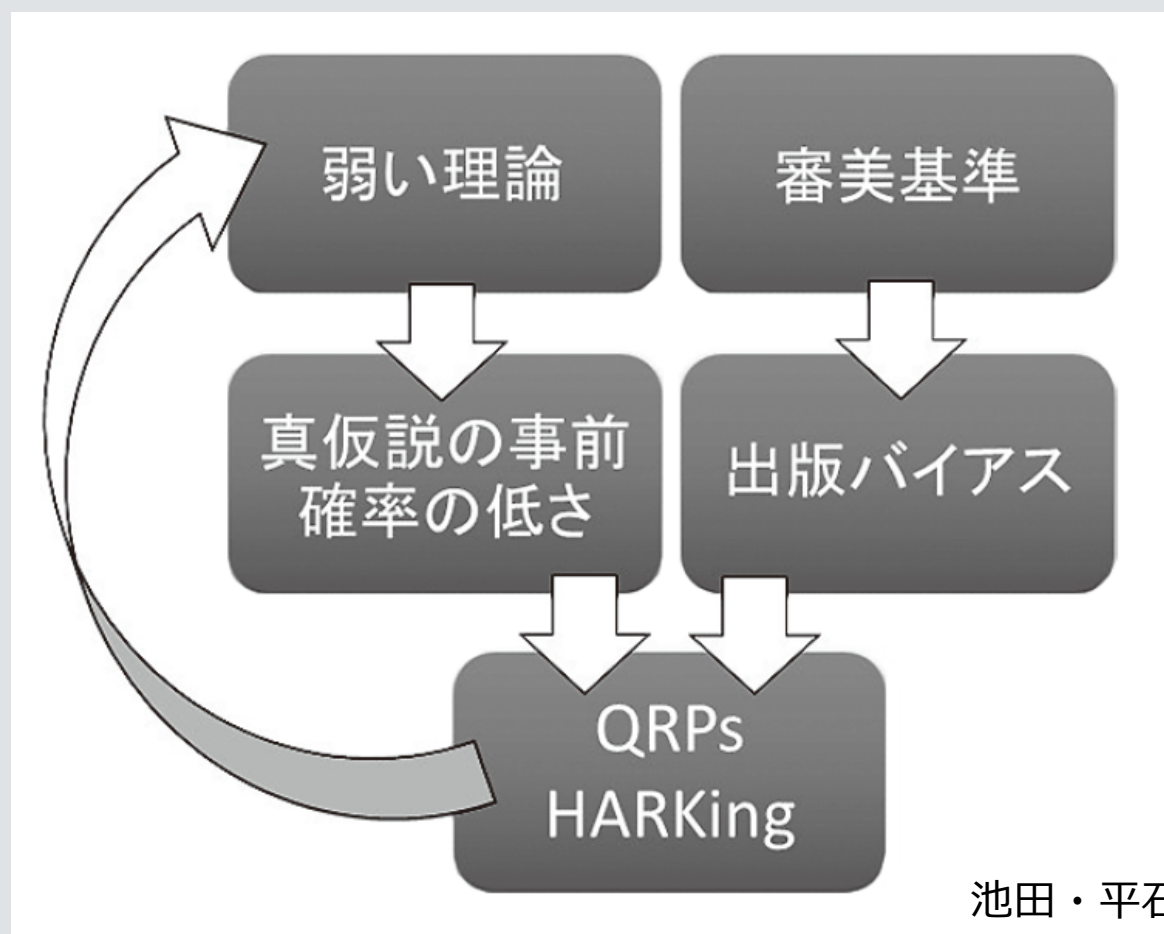 弱い理論
審美基準
真仮説の事前
確率の低さ
出版バイアス
QRPs
HARKing
池田・平石